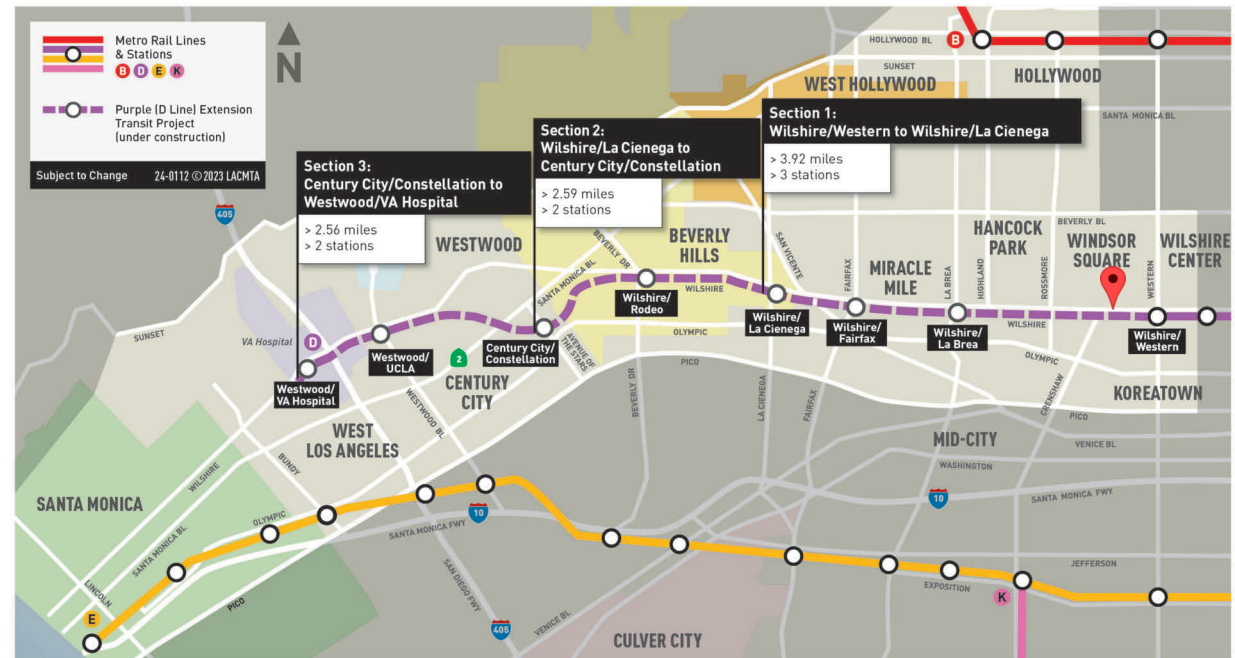 Metro Rail Lines
& Stations
B D E K
Purple (D Line) Extension
Transit Project
(under construction)
Subject to Change 24-0112 © 2023 LACMTA
N
HOLLYWOOD BL
B
SUNSET
WEST HOLLYWOOD
HOLLYWOOD
SANTA MONICA BL
Section 1:
Wilshire/Western to Wilshire/La Cienega
> 3.92 miles
> 3 stations
Section 2:
Wilshire/La Cienega to
Century City/Constellation
> 2.59 miles
> 2 stations
Section 3:
Century City/Constellation to
Westwood/VA Hospital
> 2.56 miles
> 2 stations
405
WESTWOOD
SANTA MONICA BL
BEVERLY DR
BEVERLY
HILLS
SAN VICENTE
FAIRFAX
MIRACLE
MILE
LA BREA
HIGHLAND
HANCOCK
PARK
ROSSMORE
BEVERLY BL
WINDSOR
SQUARE
WESTERN
WILSHIRE
CENTER
SUNSET
VA Hospital
D
Westwood/
VA Hospital
Westwood/
UCLA
2
CENTURY
CITY
Century City/
Constellation
AVENUE OF
THE STARS
Wilshire/
Rodeo
WILSHIRE
Wilshire/
La Cienega
Wilshire/
Fairfax
Wilshire/
La Brea
WILSHIRE
Wilshire/
Western
OLYMPIC
PICO
OLYMPIC
KOREATOWN
BEVERLY DR
LA CIENEGA
FAIRFAX
CRENSHAW
PICO
WESTWOOD BL
WEST
LOS ANGELES
BUNDY
MID-CITY
VENICE BL
WASHINGTON
SANTA MONICA
WILSHIRE
SANTA MONICA BL
OLYMPIC
10
SANTA MONICA FWY
10
SANTA MONICA FWY
LINCOLN
PICO
SAN DIEGO FWY
JEFFERSON
EXPOSITION
K
E
405
VENICE BL
CULVER CITY